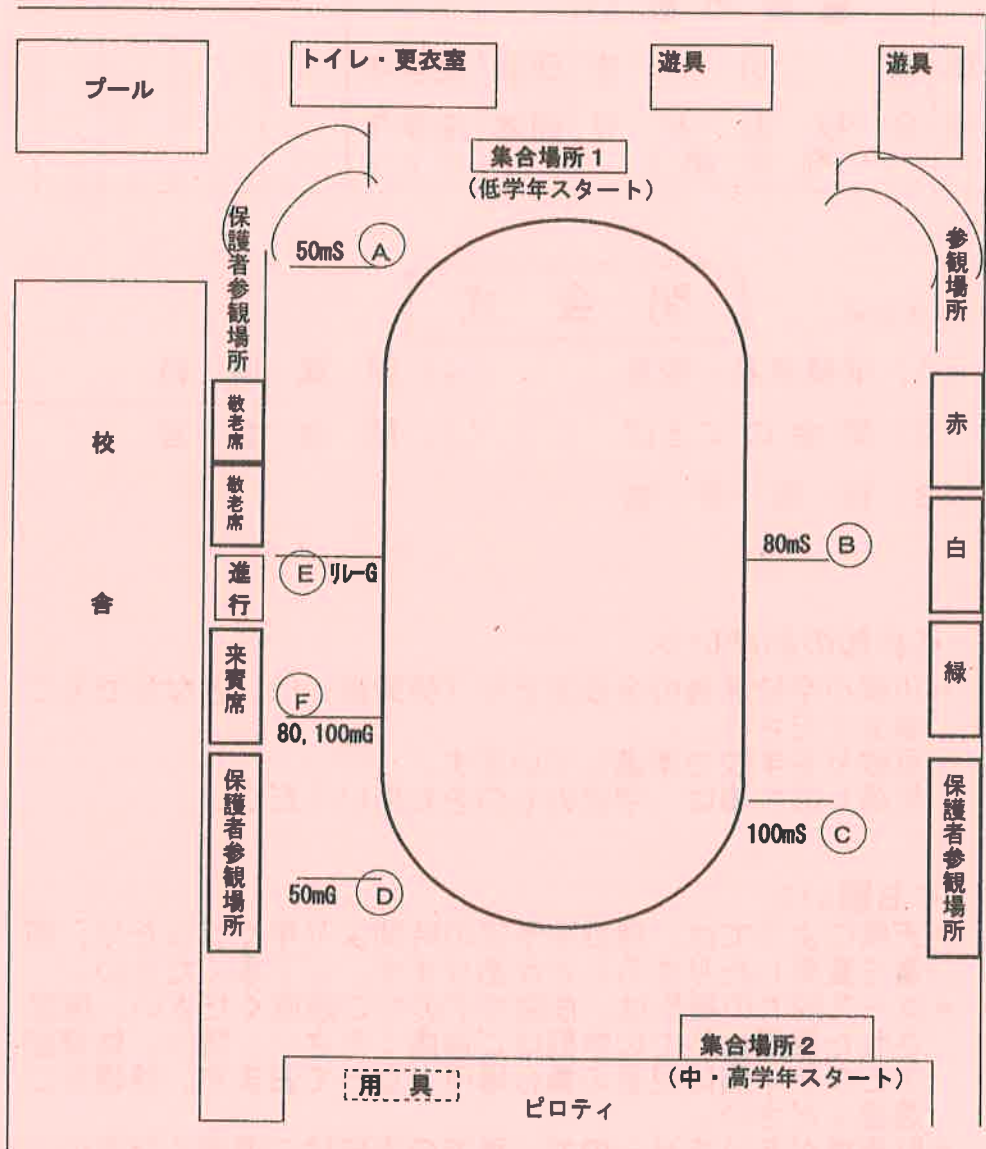 プール
トイレ・更衣室
遊具
遊具
集合場所1
(低学年スタート)
保護者参観場所
50mS A
参観場所
校舎
敬老席
敬老席
進行
来賓席
保護者参観場所
E リレーG
F
80, 100mG
50mG D
80mS B
100mS C
赤
白
緑
保護者参観場所
集合場所2
(中・高学年スタート)
用具
ピロティ